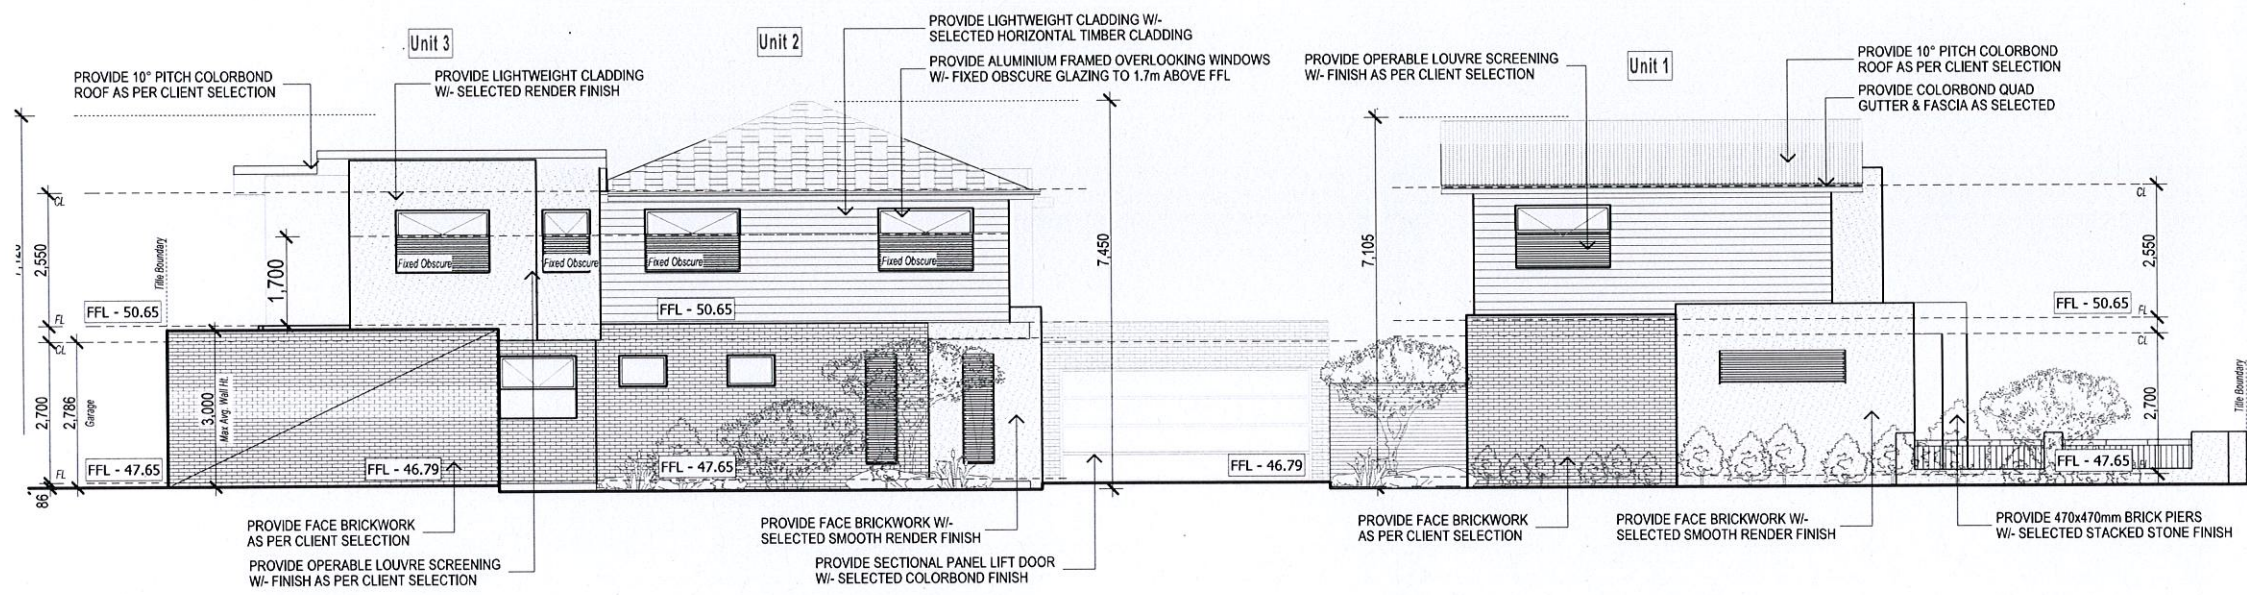 Unit 3
Unit 2
Unit 1
PROVIDE 10° PITCH COLORBOND
ROOF AS PER CLIENT SELECTION
PROVIDE LIGHTWEIGHT CLADDING
W/- SELECTED RENDER FINISH
PROVIDE LIGHTWEIGHT CLADDING W/-
SELECTED HORIZONTAL TIMBER CLADDING
PROVIDE ALUMINIUM FRAMED OVERLOOKING WINDOWS
W/- FIXED OBSCURE GLAZING TO 1.7m ABOVE FFL
PROVIDE OPERABLE LOUVRE SCREENING
W/- FINISH AS PER CLIENT SELECTION
PROVIDE 10° PITCH COLORBOND
ROOF AS PER CLIENT SELECTION
PROVIDE COLORBOND QUAD
GUTTER & FASCIA AS SELECTED
CL
2,550
FL
CL
2,700
FL
86
2,786
Garage
Title Boundary
1,700
3,000
Max Avg. Wall Ht.
FFL - 50.65
FFL - 47.65
FFL - 46.79
Fixed Obscure
Fixed Obscure
Fixed Obscure
Fixed Obscure
FFL - 50.65
FFL - 47.65
7,450
FFL - 46.79
7,105
CL
2,550
FFL - 50.65
FL
CL
2,700
FFL - 47.65
Title Boundary
PROVIDE FACE BRICKWORK
AS PER CLIENT SELECTION
PROVIDE OPERABLE LOUVRE SCREENING
W/- FINISH AS PER CLIENT SELECTION
PROVIDE FACE BRICKWORK W/-
SELECTED SMOOTH RENDER FINISH
PROVIDE SECTIONAL PANEL LIFT DOOR
W/- SELECTED COLORBOND FINISH
PROVIDE FACE BRICKWORK
AS PER CLIENT SELECTION
PROVIDE FACE BRICKWORK W/-
SELECTED SMOOTH RENDER FINISH
PROVIDE 470x470mm BRICK PIERS
W/- SELECTED STACKED STONE FINISH